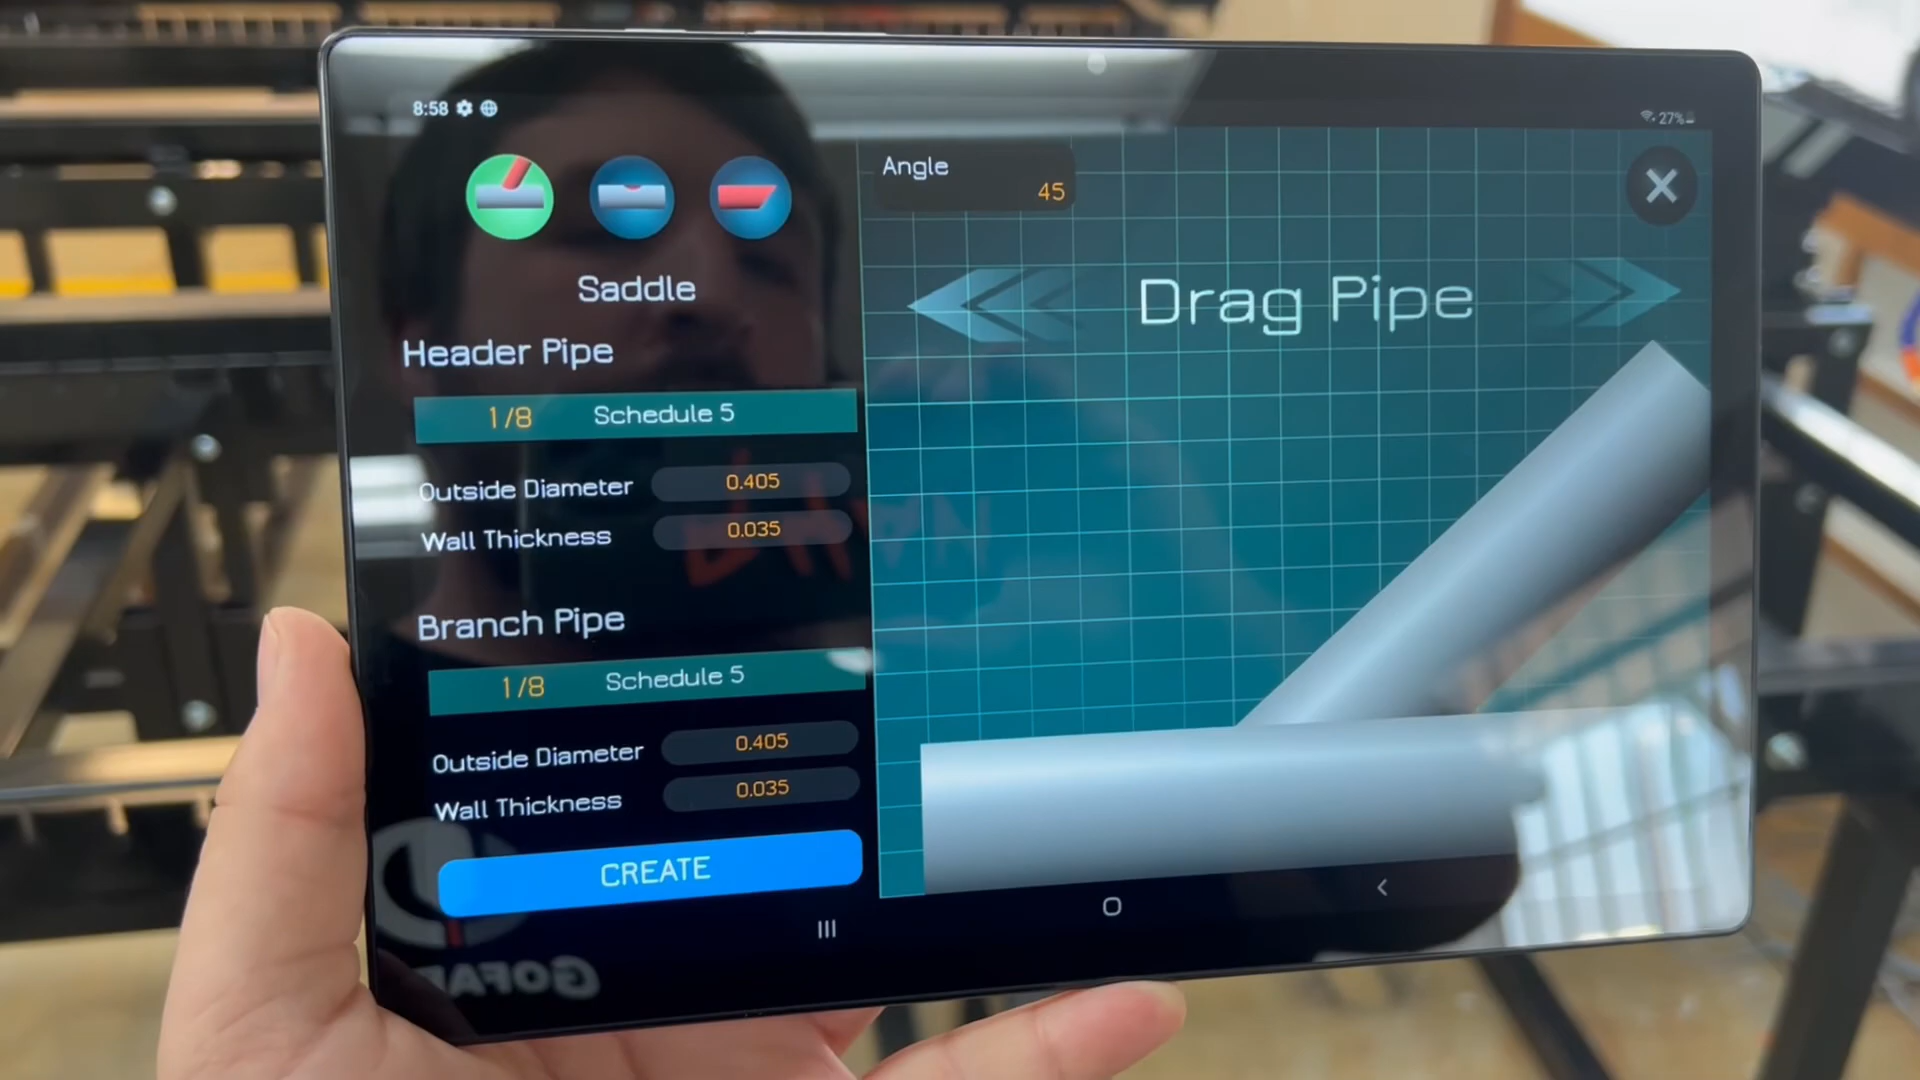 8:58
27%
Saddle
Header Pipe
1/8 Schedule 5
Outside Diameter 0.405
Wall Thickness 0.035
Branch Pipe
1/8 Schedule 5
Outside Diameter 0.405
Wall Thickness 0.035
CREATE
Angle
45
Drag Pipe